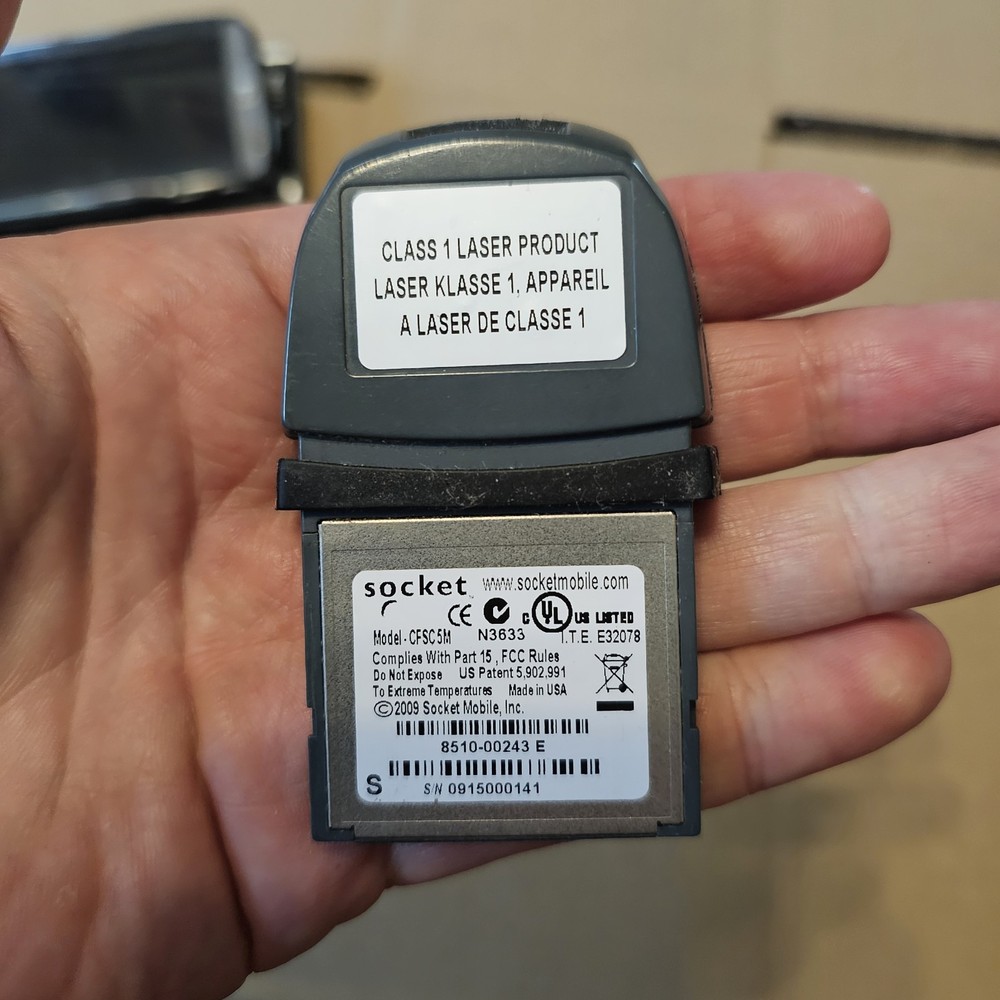 CLASS 1 LASER PRODUCT
LASER KLASSE 1, APPAREIL
A LASER DE CLASSE 1
socket www.socketmobile.com
CE C UL US LISTED
Model - CFSC5M N3633 I.T.E. E32078
Complies With Part 15 , FCC Rules
Do Not Expose US Patent 5,902,991
To Extreme Temperatures Made in USA
©2009 Socket Mobile, Inc.
8510-00243 E
S S/N 0915000141